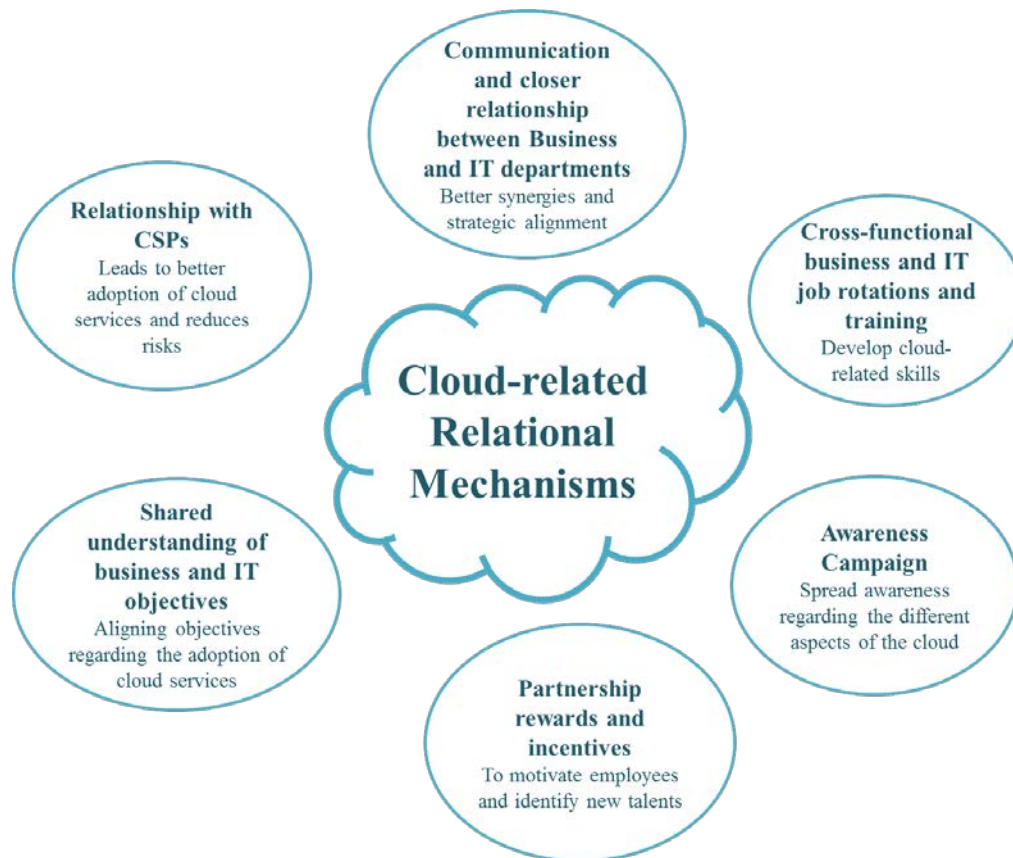 Communication
and closer
relationship
between Business
and IT departments
Better synergies and
strategic alignment
Relationship with
CSPs
Leads to better
adoption of cloud
services and reduces
risks
Cross-functional
business and IT
job rotations and
training
Develop cloud-
related skills
Cloud-related
Relational
Mechanisms
Shared
understanding of
business and IT
objectives
Aligning objectives
regarding the adoption of
cloud services
Awareness
Campaign
Spread awareness
regarding the different
aspects of the cloud
Partnership
rewards and
incentives
To motivate employees
and identify new talents